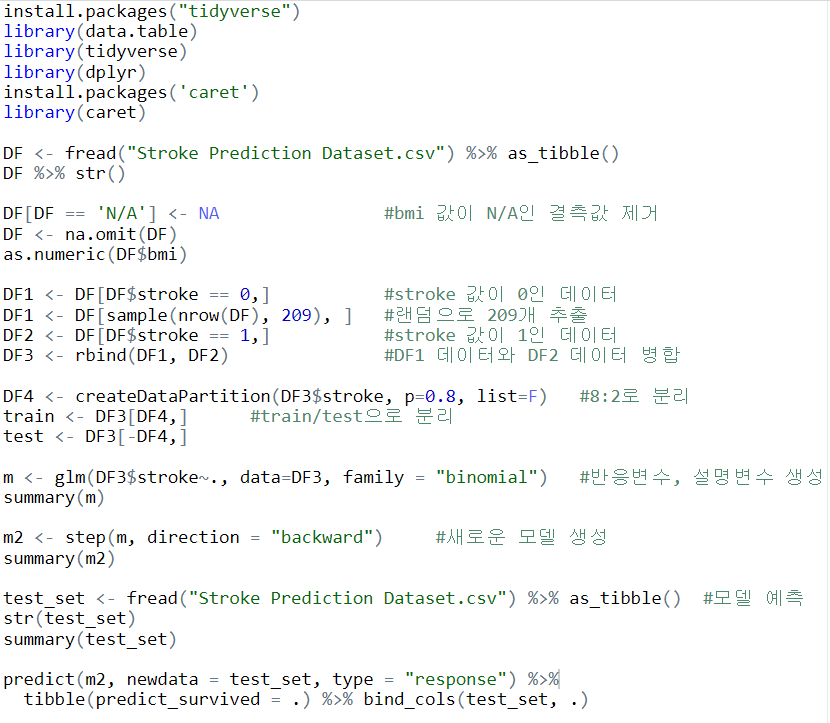 install.packages("tidyverse")
library(data.table)
library(tidyverse)
library(dplyr)
install.packages('caret')
library(caret)
DF <- fread("Stroke Prediction Dataset.csv") %>% as_tibble()
DF %>% str()
DF[DF == 'N/A'] <- NA #bmi 값이 N/A인 결측값 제거
DF <- na.omit(DF)
as.numeric(DF$bmi)
DF1 <- DF[DF$stroke == 0,] #stroke 값이 0인 데이터
DF1 <- DF[sample(nrow(DF), 209), ] #랜덤으로 209개 추출
DF2 <- DF[DF$stroke == 1,] #stroke 값이 1인 데이터
DF3 <- rbind(DF1, DF2) #DF1 데이터와 DF2 데이터 병합
DF4 <- createDataPartition(DF3$stroke, p=0.8, list=F) #8:2로 분리
train <- DF3[DF4,] #train/test으로 분리
test <- DF3[-DF4,]
m <- glm(DF3$stroke~., data=DF3, family = "binomial") #반응변수, 설명변수 생성
summary(m)
m2 <- step(m, direction = "backward") #새로운 모델 생성
summary(m2)
test_set <- fread("Stroke Prediction Dataset.csv") %>% as_tibble() #모델 예측
str(test_set)
summary(test_set)
predict(m2, newdata = test_set, type = "response") %>%
tibble(predict_survived = .) %>% bind_cols(test_set, .)